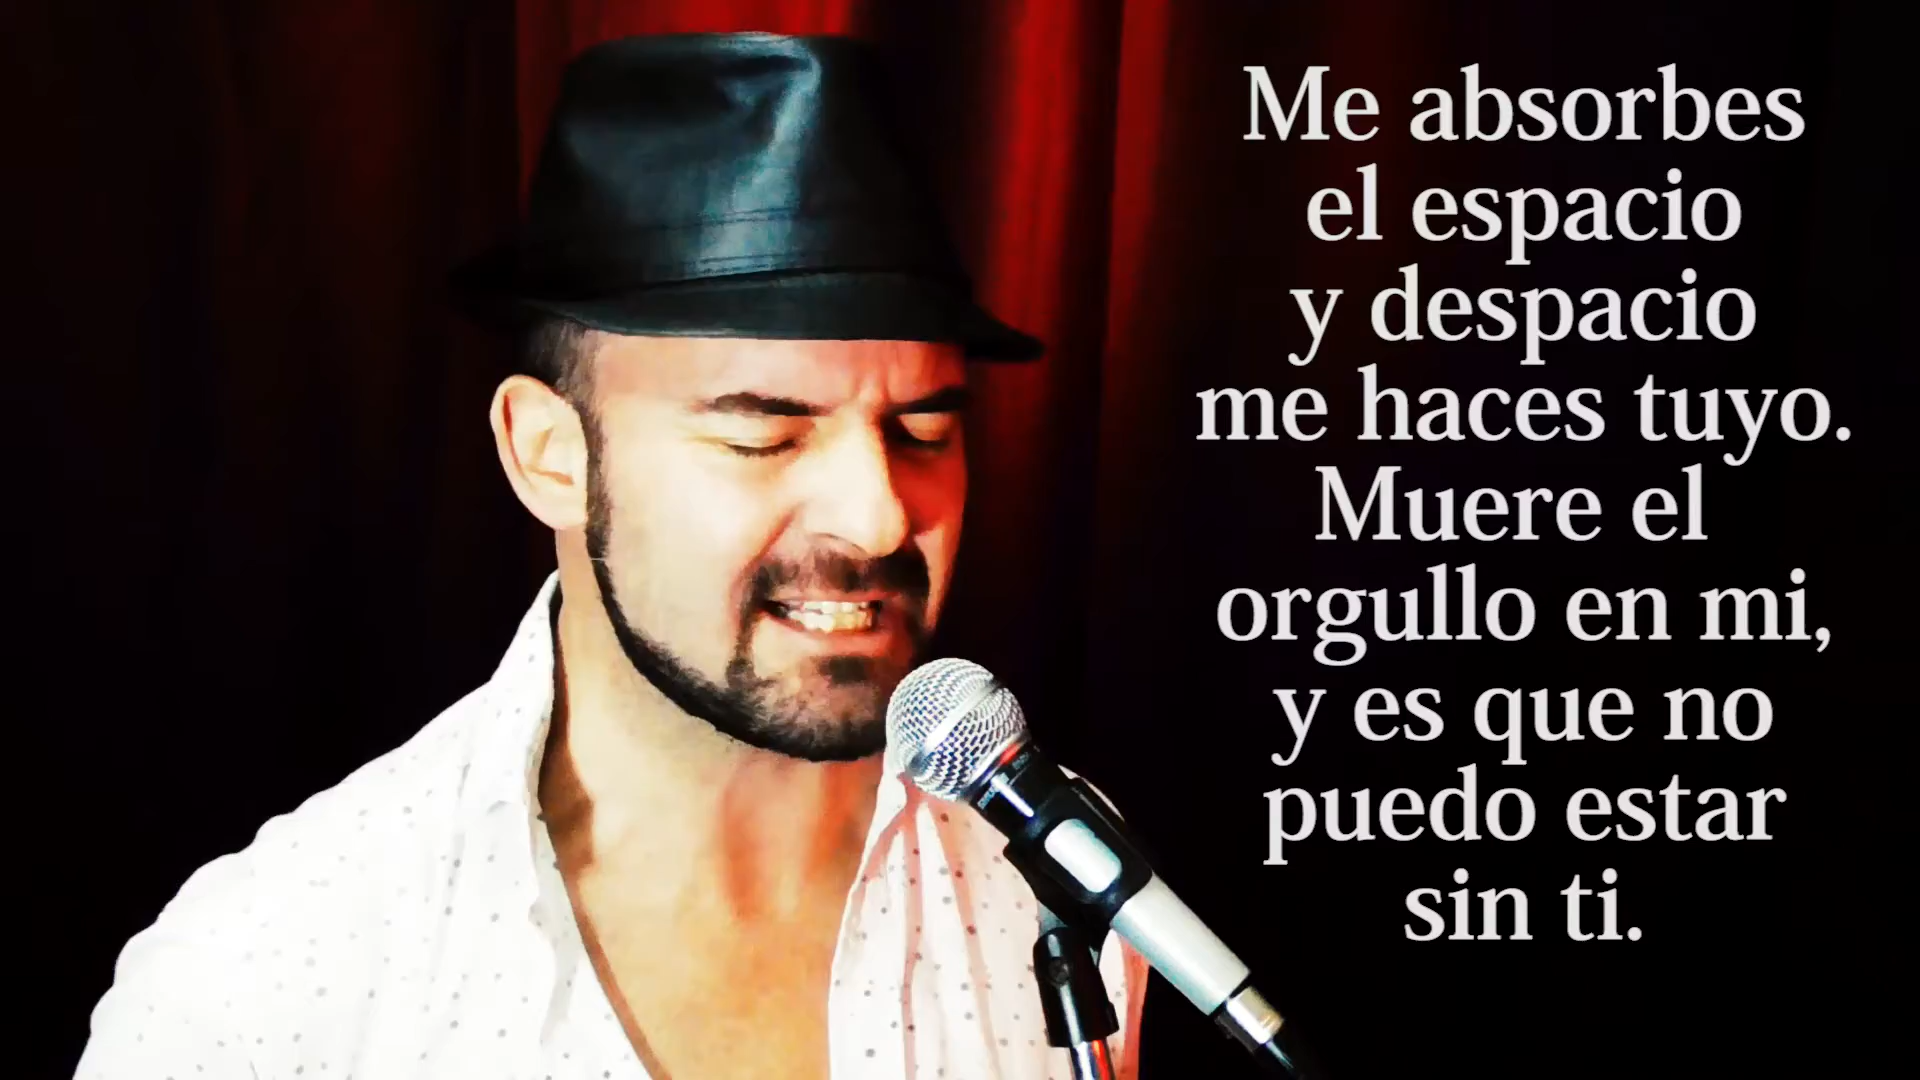 Me absorbes
el espacio
y despacio
me haces tuyo.
Muere el
orgullo en mi,
y es que no
puedo estar
sin ti.